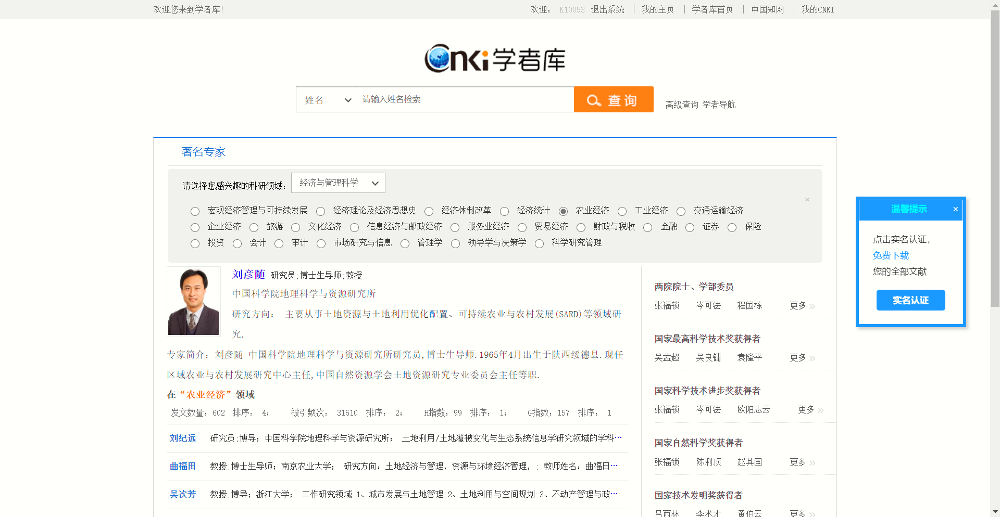 欢迎您来到学者库!
欢迎： K10053 退出系统 | 我的主页 | 学者库首页 | 中国知网 | 我的CNKI
Cnki学者库
姓名 请输入姓名检索 查询 高级查询 学者导航
著名专家
请选择您感兴趣的科研领域： 经济与管理科学
×
宏观经济管理与可持续发展 经济理论及经济思想史 经济体制改革 经济统计 农业经济 工业经济 交通运输经济
企业经济 旅游 文化经济 信息经济与邮政经济 服务业经济 贸易经济 财政与税收 金融 证券 保险
投资 会计 审计 市场研究与信息 管理学 领导学与决策学 科学研究管理
刘彦随 研究员;博士生导师;教授
中国科学院地理科学与资源研究所
研究方向： 主要从事土地资源与土地利用优化配置、可持续农业与农村发展(SARD)等领域研
究.
专家简介：刘彦随 中国科学院地理科学与资源研究所研究员,博士生导师.1965年4月出生于陕西绥德县.现任
区域农业与农村发展研究中心主任,中国自然资源学会土地资源研究专业委员会主任等职.
在“农业经济”领域
发文数量：602 排序： 4； 被引频次： 31610 排序： 2； H指数：99 排序： 1； G指数：157 排序： 1
刘纪远 研究员;博导；中国科学院地理科学与资源研究所； 土地利用/土地覆被变化与生态系统信息学研究领域的学科…
曲福田 教授;博士生导师；南京农业大学； 研究方向：土地经济与管理，资源与环境经济管理，; 教师姓名：曲福田…
吴次芳 教授;博导；浙江大学； 工作研究领域 1、城市发展与土地管理 2、土地利用与空间规划 3、不动产管理与政…
两院院士、学部委员
张福锁 岑可法 程国栋 更多 »
国家最高科学技术奖获得者
吴孟超 吴良镛 袁隆平 更多 »
国家科学技术进步奖获得者
张福锁 岑可法 欧阳志云 更多 »
国家自然科学奖获得者
张福锁 陈利顶 赵其国 更多 »
国家技术发明奖获得者
吕西林 李术才 黄伯云 更多 »
温馨提示 ×
点击实名认证，
免费下载
您的全部文献
实名认证